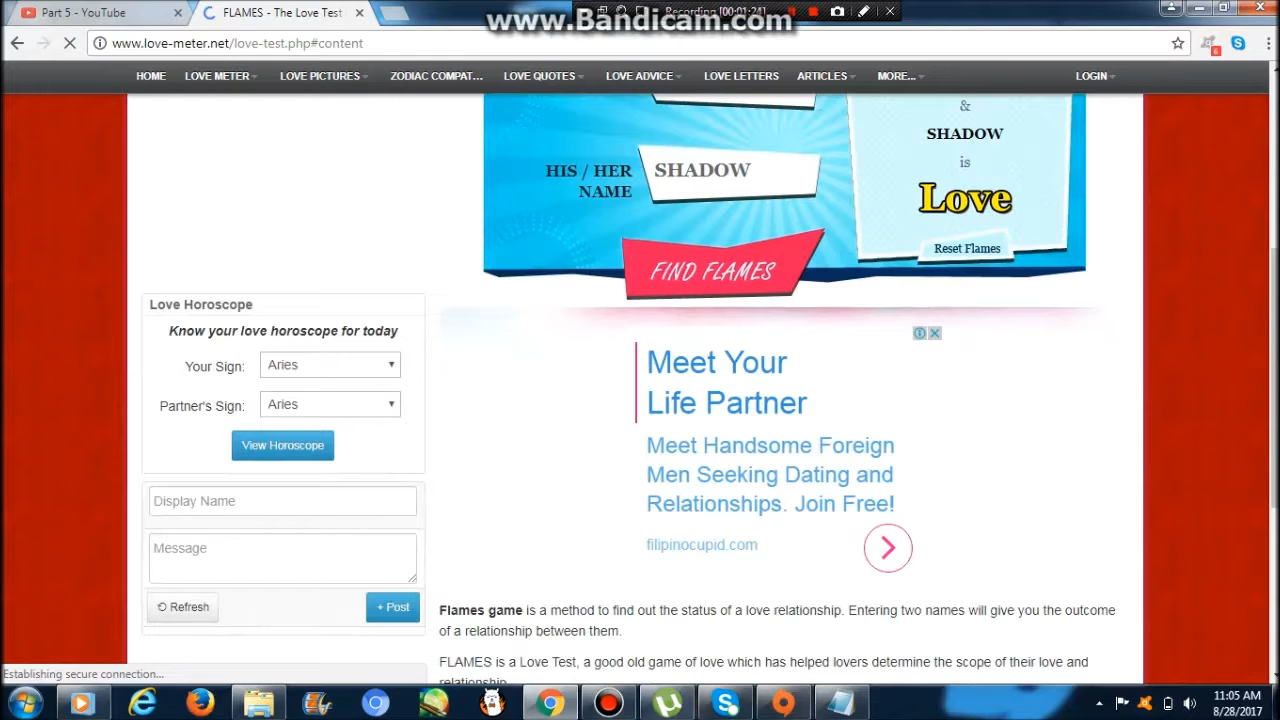 Part 5 - YouTube
FLAMES - The Love Test
Recording [00:01:24]
www.Bandicam.com
www.love-meter.net/love-test.php#content
6
HOME
LOVE METER
LOVE PICTURES
ZODIAC COMPAT...
LOVE QUOTES
LOVE ADVICE
LOVE LETTERS
ARTICLES
MORE...
LOGIN
HIS / HER
NAME
SHADOW
FIND FLAMES
&
SHADOW
is
Love
Reset Flames
Love Horoscope
Know your love horoscope for today
Your Sign:
Aries
Partner's Sign:
Aries
View Horoscope
Display Name
Message
Refresh
+ Post
Meet Your
Life Partner
Meet Handsome Foreign
Men Seeking Dating and
Relationships. Join Free!
filipinocupid.com
Flames game is a method to find out the status of a love relationship. Entering two names will give you the outcome
of a relationship between them.
FLAMES is a Love Test, a good old game of love which has helped lovers determine the scope of their love and
relationship.
Establishing secure connection...
11:05 AM
8/28/2017